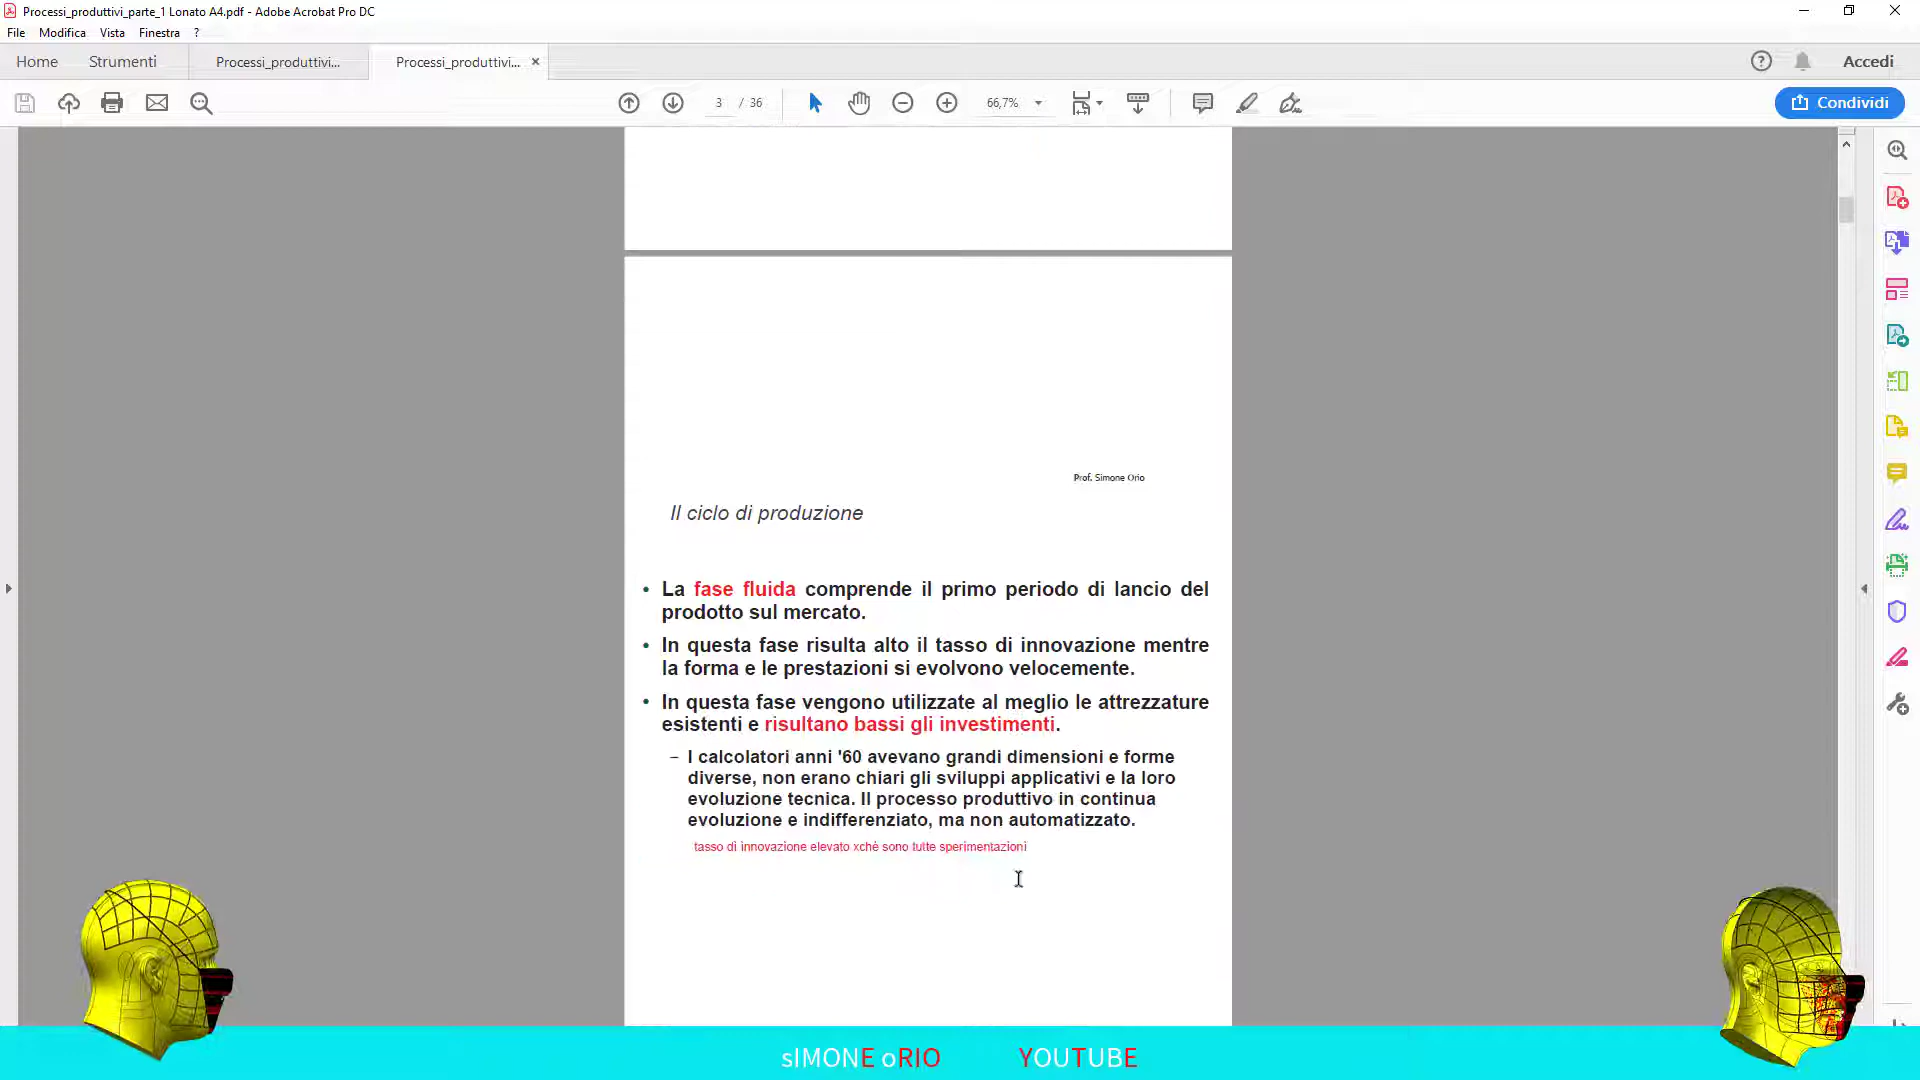 Processi_produttivi_parte_1 Lonato A4.pdf - Adobe Acrobat Pro DC
File Modifica Vista Finestra ?
Home Strumenti Processi_produttivi... Processi_produttivi... × Accedi
3 / 36 66,7% Condividi
Prof. Simone Orio
Il ciclo di produzione
• La fase fluida comprende il primo periodo di lancio del
prodotto sul mercato.
• In questa fase risulta alto il tasso di innovazione mentre
la forma e le prestazioni si evolvono velocemente.
• In questa fase vengono utilizzate al meglio le attrezzature
esistenti e risultano bassi gli investimenti.
– I calcolatori anni '60 avevano grandi dimensioni e forme
diverse, non erano chiari gli sviluppi applicativi e la loro
evoluzione tecnica. Il processo produttivo in continua
evoluzione e indifferenziato, ma non automatizzato.
tasso di innovazione elevato xchè sono tutte sperimentazioni
sIMONE oRIO YOUTUBE